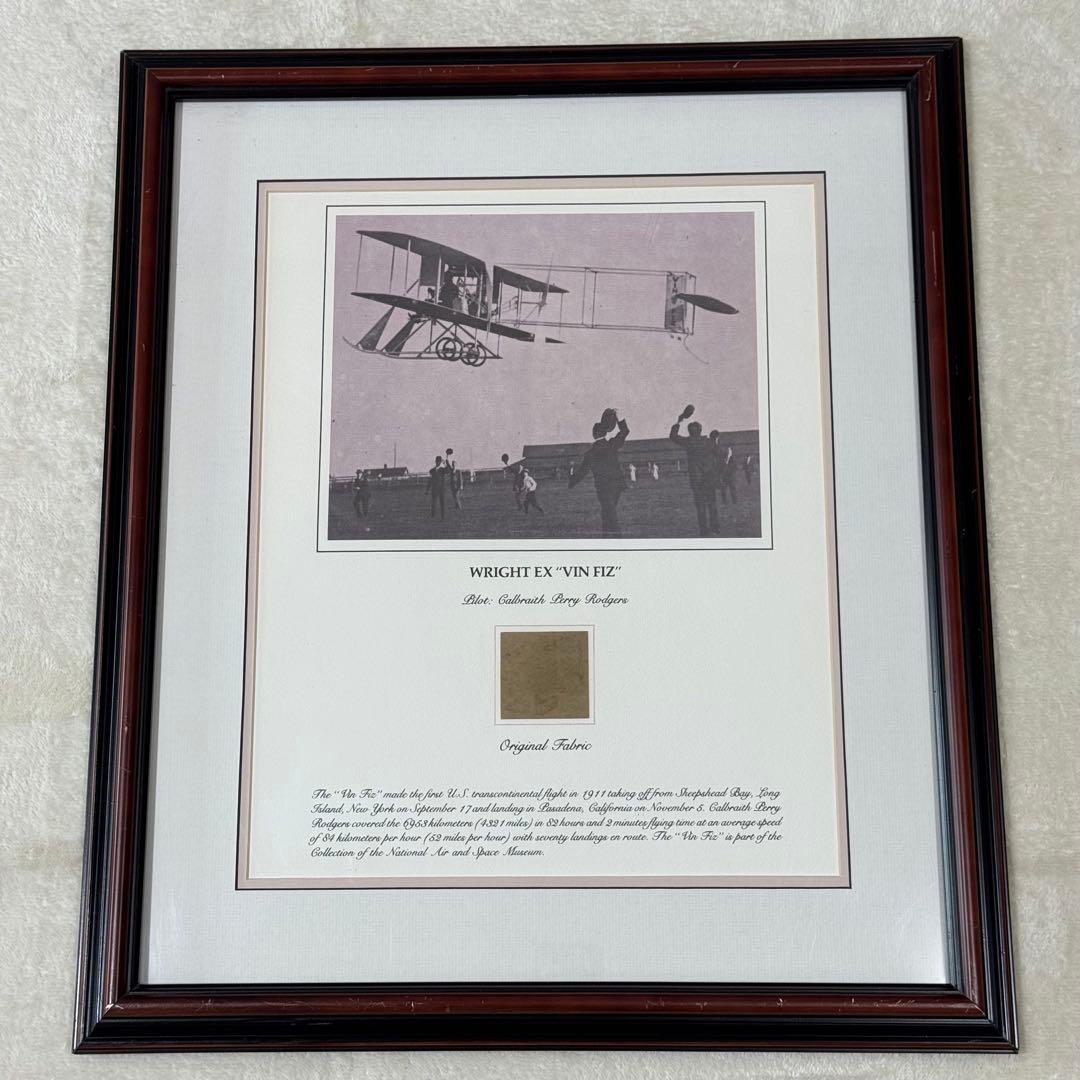 WRIGHT EX “VIN FIZ”
Pilot: Calbraith Perry Rodgers
Original Fabric
The “Vin Fiz” made the first U.S. transcontinental flight in 1911 taking off from Sheepshead Bay, Long
Island, New York on September 17 and landing in Pasadena, California on November 5. Calbraith Perry
Rodgers covered the 6953 kilometers (4321 miles) in 82 hours and 2 minutes flying time at an average speed
of 84 kilometers per hour (52 miles per hour) with seventy landings en route. The “Vin Fiz” is part of the
Collection of the National Air and Space Museum.